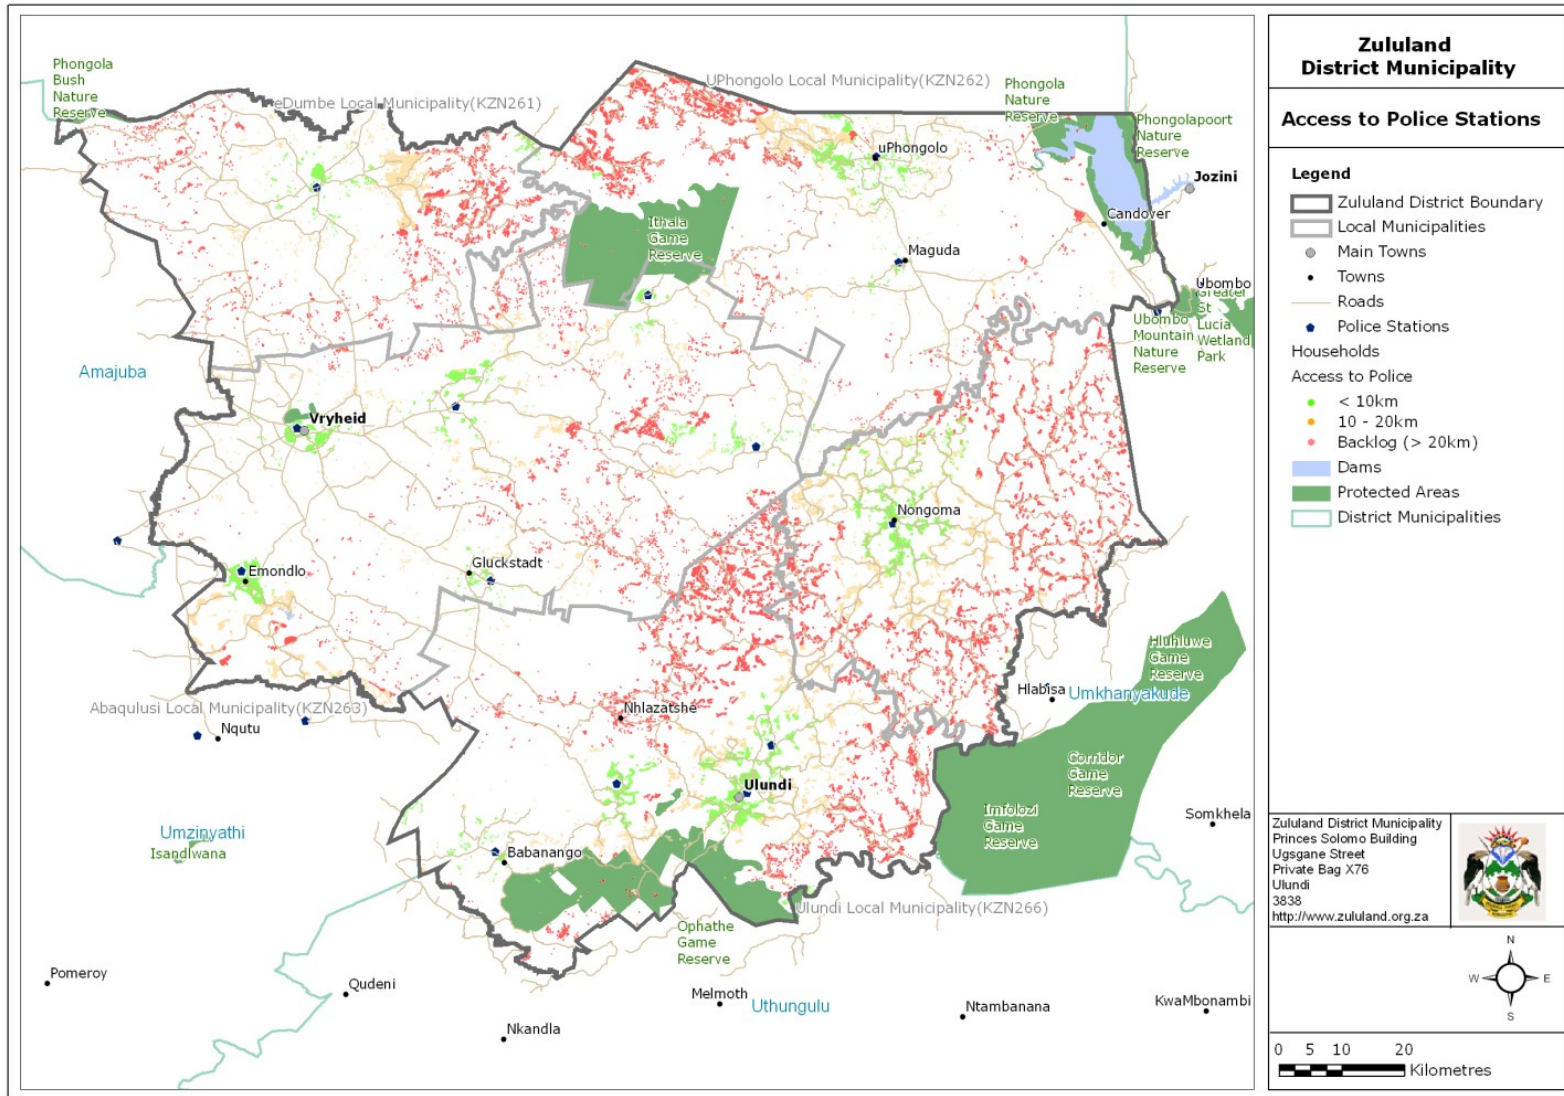 Phongola
Bush
Nature
Reserve
eDumbe Local Municipality(KZN261)
UPhongolo Local Municipality(KZN262)
Phongola
Nature
Reserve
Phongolapoort
Nature
Reserve
uPhongolo
Jozini
Candover
Ithala
Game
Reserve
Maguda
Ubombo
Greater
St
Lucia
Wetland
Park
Ubombo
Mountain
Nature
Reserve
Amajuba
Vryheid
Nongoma
Gluckstadt
Emondlo
Hluhluwe
Game
Reserve
Hlabisa
Umkhanyakude
Abaqulusi Local Municipality(KZN263)
Nqutu
Nhlazatshe
Corridor
Game
Reserve
Ulundi
Imfolozi
Game
Reserve
Somkhela
Umzinyathi
Isandlwana
Babanango
Ulundi Local Municipality(KZN266)
Ophathe
Game
Reserve
Pomeroy
Qudeni
Melmoth
Uthungulu
Ntambanana
KwaMbonambi
Nkandla
Zululand
District Municipality
Access to Police Stations
Legend
Zululand District Boundary
Local Municipalities
Main Towns
Towns
Roads
Police Stations
Households
Access to Police
< 10km
10 - 20km
Backlog (> 20km)
Dams
Protected Areas
District Municipalities
Zululand District Municipality
Princes Solomo Building
Ugsgane Street
Private Bag X76
Ulundi
3838
http://www.zululand.org.za
N
W E
S
0 5 10 20
Kilometres